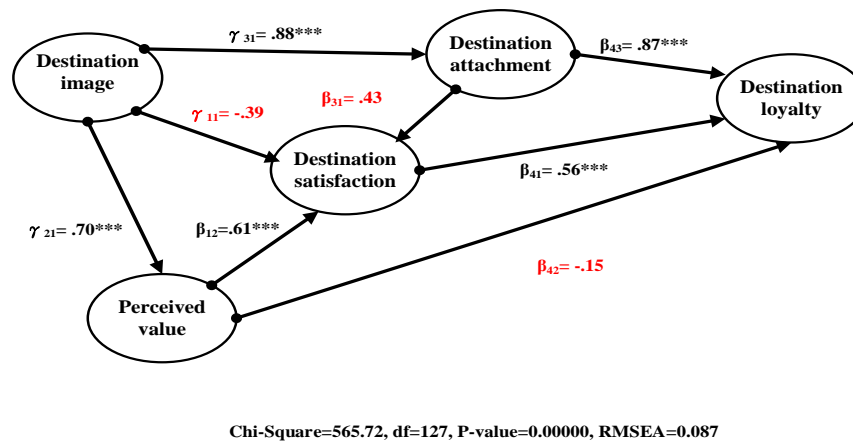 γ 31= .88***
Destination
attachment
β43= .87***
Destination
image
Destination
loyalty
β31= .43
γ 11= -.39
Destination
satisfaction
β41= .56***
γ 21= .70***
β12=.61***
β42= -.15
Perceived
value
Chi-Square=565.72, df=127, P-value=0.00000, RMSEA=0.087